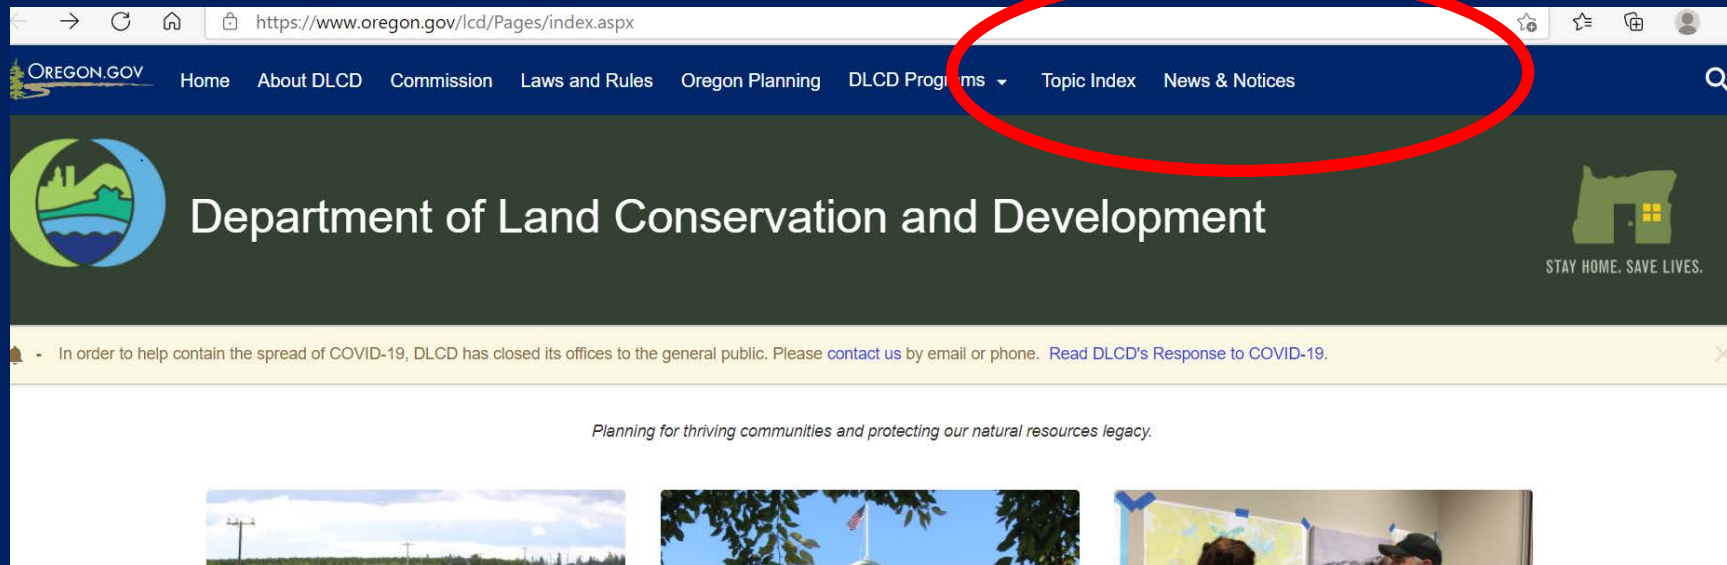 https://www.oregon.gov/lcd/Pages/index.aspx
OREGON.GOV Home About DLCD Commission Laws and Rules Oregon Planning DLCD Programs Topic Index News & Notices
Department of Land Conservation and Development
STAY HOME. SAVE LIVES.
- In order to help contain the spread of COVID-19, DLCD has closed its offices to the general public. Please contact us by email or phone. Read DLCD's Response to COVID-19.
Planning for thriving communities and protecting our natural resources legacy.